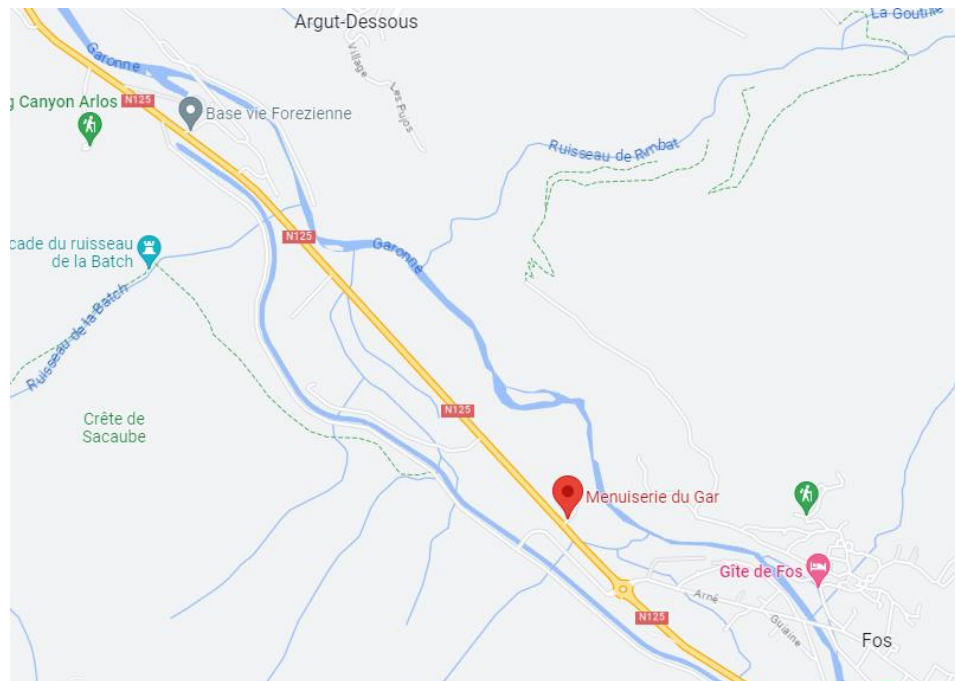 Argut-Dessous
La Goutille
Garonne
Village
Les Pujos
g Canyon Arlos
N125
Base vie Forezienne
Ruisseau de Rimbat
cade du ruisseau
de la Batch
N125
Garonne
Ruisseau de la Batch
Crête de
Sacaube
N125
Menuiserie du Gar
Gîte de Fos
Arné
Guiaine
N125
Fos